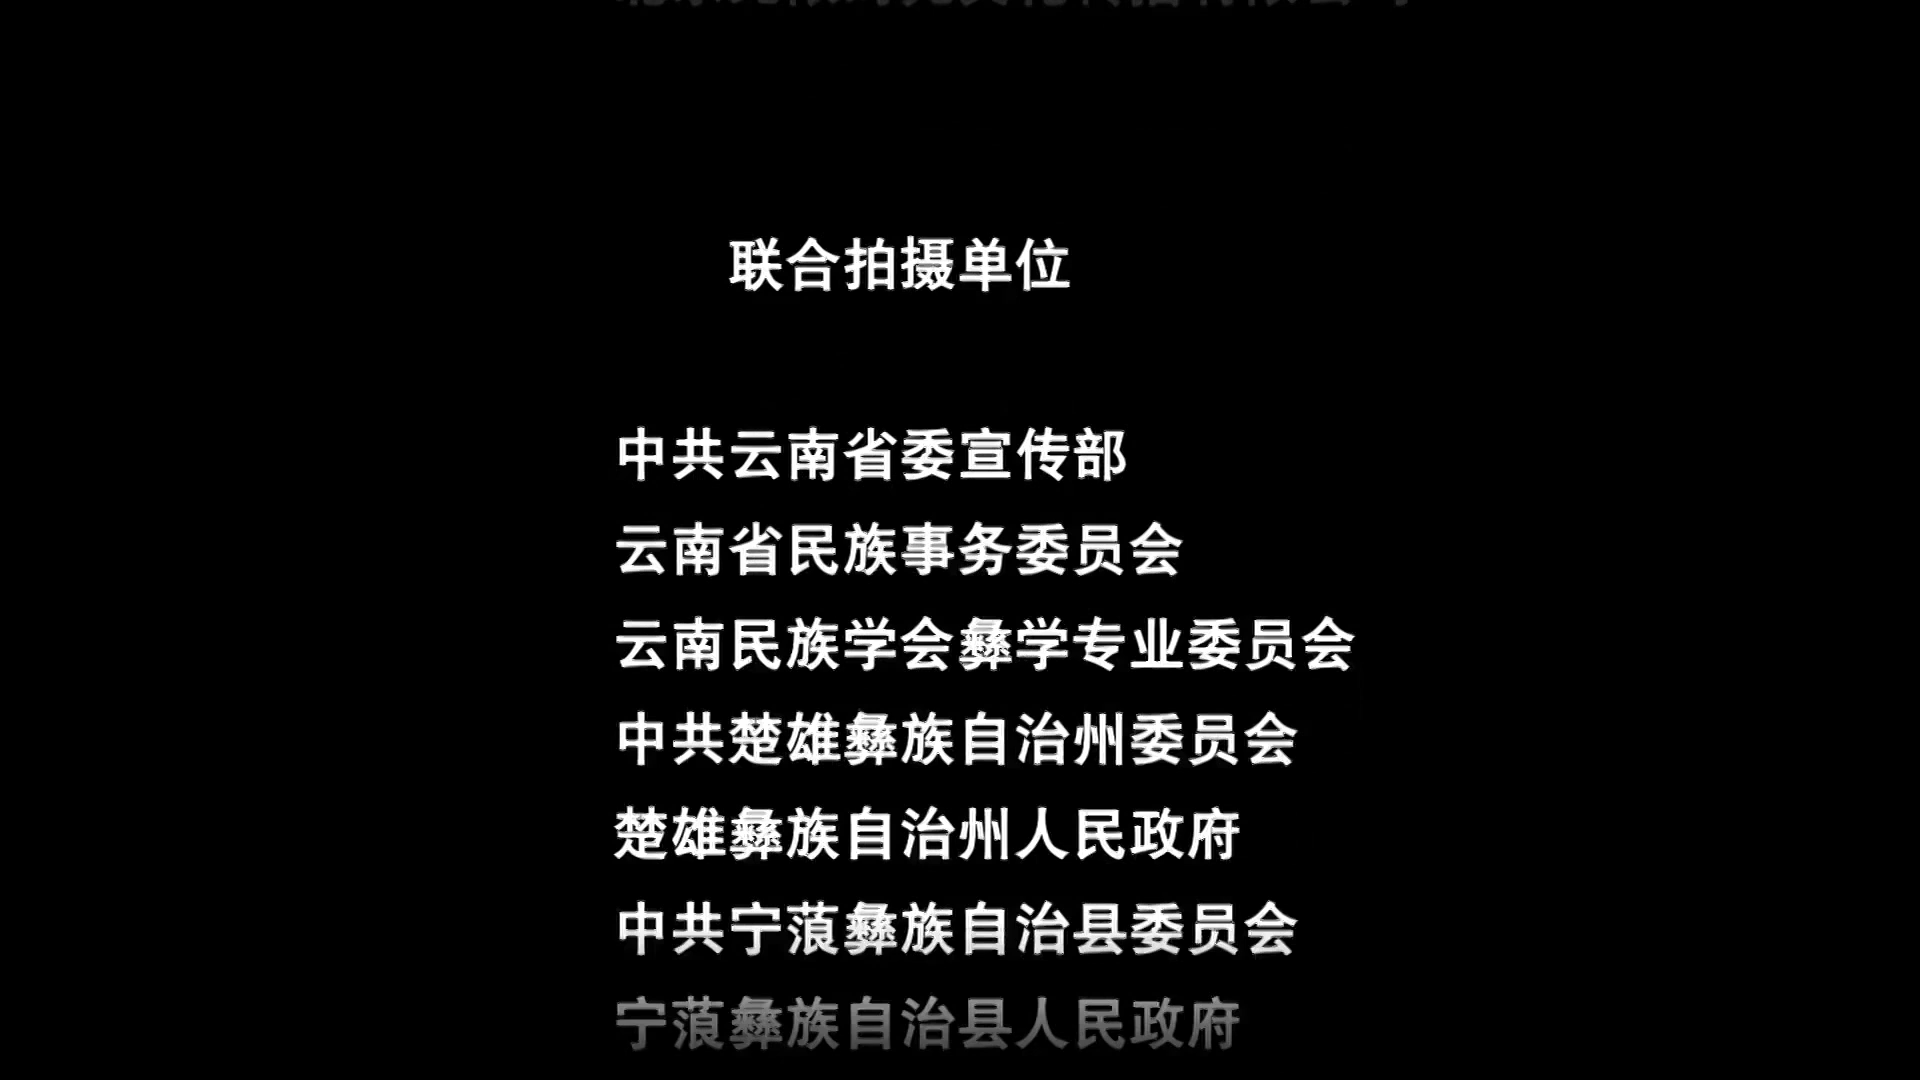 联合拍摄单位
中共云南省委宣传部
云南省民族事务委员会
云南民族学会彝学专业委员会
中共楚雄彝族自治州委员会
楚雄彝族自治州人民政府
中共宁蒗彝族自治县委员会
宁蒗彝族自治县人民政府